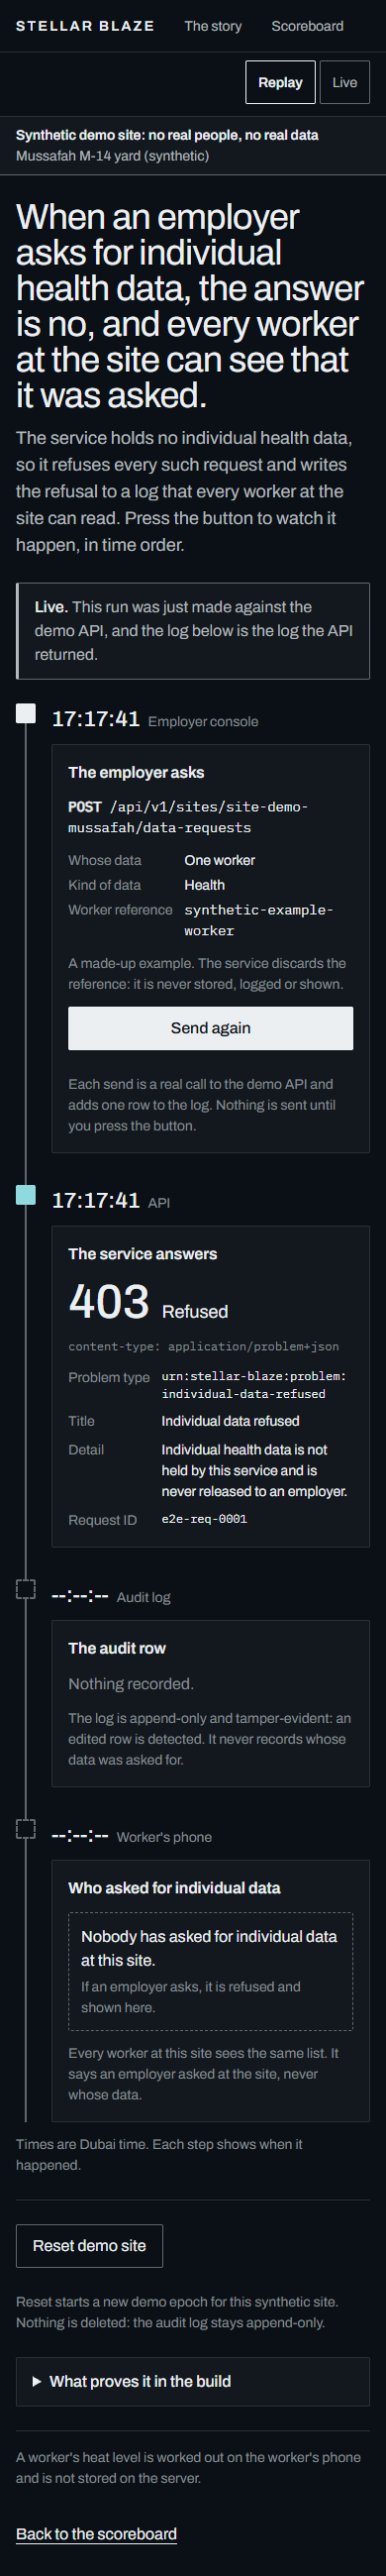 STELLAR BLAZE The story Scoreboard
Replay Live
Synthetic demo site: no real people, no real data
Mussafah M-14 yard (synthetic)
When an employer
asks for individual
health data, the answer
is no, and every worker
at the site can see that
it was asked.
The service holds no individual health data,
so it refuses every such request and writes
the refusal to a log that every worker at the
site can read. Press the button to watch it
happen, in time order.
Live. This run was just made against the
demo API, and the log below is the log the API
returned.
17:17:41 Employer console
The employer asks
POST /api/v1/sites/site-demo-
mussafah/data-requests
Whose data One worker
Kind of data Health
Worker reference synthetic-example-
worker
A made-up example. The service discards the
reference: it is never stored, logged or shown.
Send again
Each send is a real call to the demo API and
adds one row to the log. Nothing is sent until
you press the button.
17:17:41 API
The service answers
403 Refused
content-type: application/problem+json
Problem type urn:stellar-blaze:problem:
individual-data-refused
Title Individual data refused
Detail Individual health data is not
held by this service and is
never released to an employer.
Request ID e2e-req-0001
--:--:-- Audit log
The audit row
Nothing recorded.
The log is append-only and tamper-evident: an
edited row is detected. It never records whose
data was asked for.
--:--:-- Worker's phone
Who asked for individual data
Nobody has asked for individual data
at this site.
If an employer asks, it is refused and
shown here.
Every worker at this site sees the same list. It
says an employer asked at the site, never
whose data.
Times are Dubai time. Each step shows when it
happened.
Reset demo site
Reset starts a new demo epoch for this synthetic site.
Nothing is deleted: the audit log stays append-only.
What proves it in the build
A worker's heat level is worked out on the worker's phone
and is not stored on the server.
Back to the scoreboard